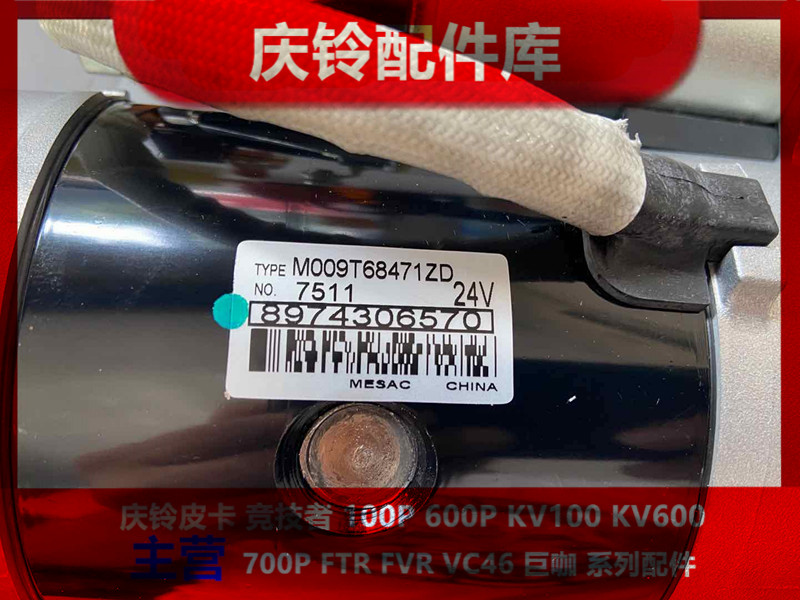 庆铃配件库
TYPE M009T68471ZD
NO. 7511 24V
8974306570
MESAC CHINA
庆铃皮卡 竞技者 100P 600P KV100 KV600
主营 700P FTR FVR VC46 巨咖 系列配件